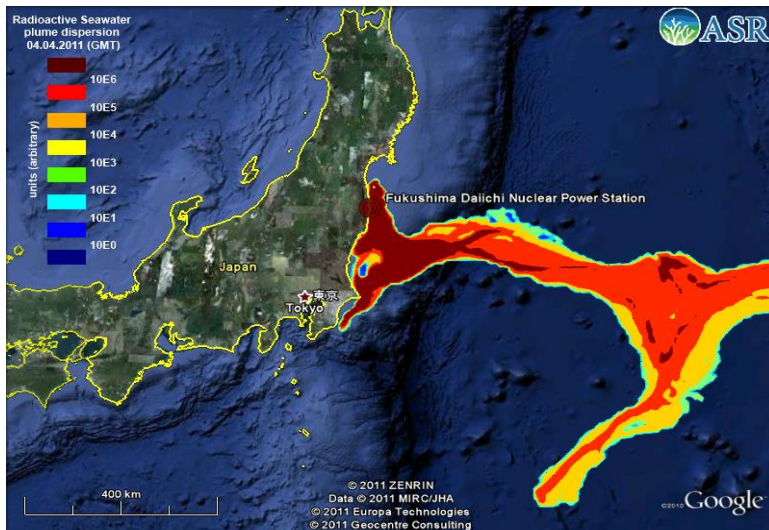 Radioactive Seawater
plume dispersion
04.04.2011 (GMT)
units (arbitrary)
10E6
10E5
10E4
10E3
10E2
10E1
10E0
ASR
Fukushima Daiichi Nuclear Power Station
Japan
東京
Tokyo
400 km
© 2011 ZENRIN
Data © 2011 MIRC/JHA
© 2011 Europa Technologies
© 2011 Geocentre Consulting
©2010 Google™